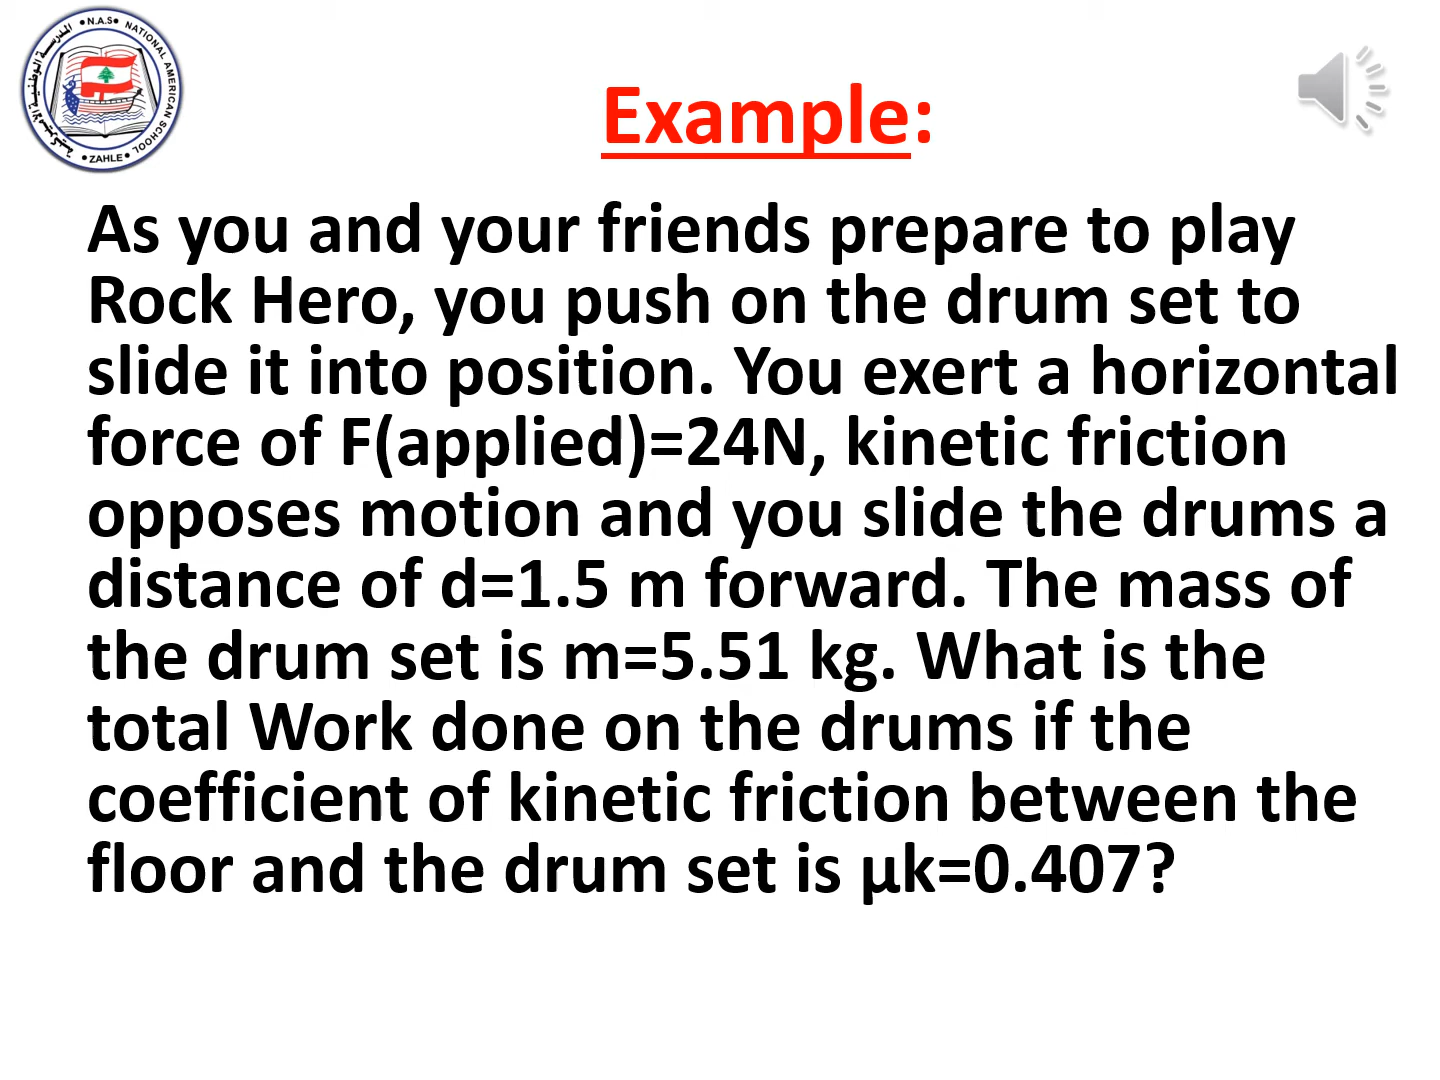 •N.A.S• NATIONAL AMERICAN SCHOOL
المدرسة الوطنية الأميركية
•ZAHLE•
Example:
As you and your friends prepare to play
Rock Hero, you push on the drum set to
slide it into position. You exert a horizontal
force of F(applied)=24N, kinetic friction
opposes motion and you slide the drums a
distance of d=1.5 m forward. The mass of
the drum set is m=5.51 kg. What is the
total Work done on the drums if the
coefficient of kinetic friction between the
floor and the drum set is μk=0.407?